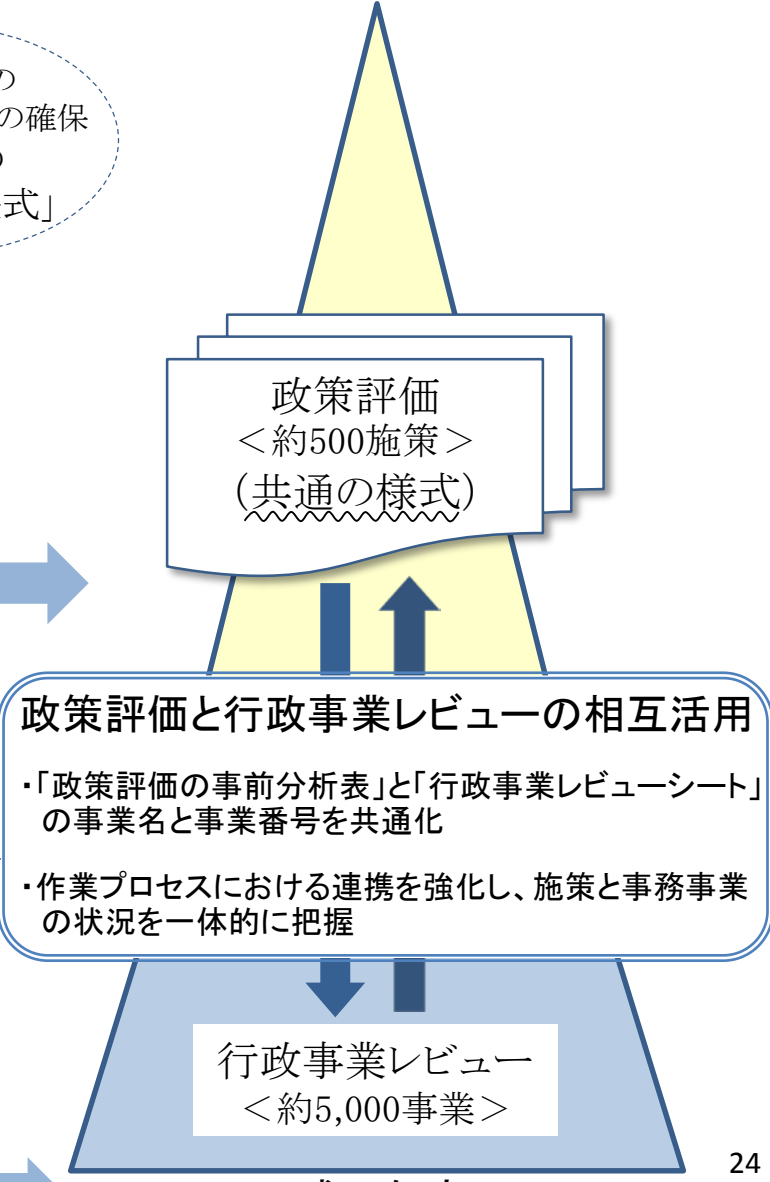 の
の確保
式」
政策評価
＜約500施策＞
(共通の様式)
政策評価と行政事業レビューの相互活用
・「政策評価の事前分析表」と「行政事業レビューシート」
の事業名と事業番号を共通化
・作業プロセスにおける連携を強化し、施策と事務事業
の状況を一体的に把握
行政事業レビュー
＜約5,000事業＞
24